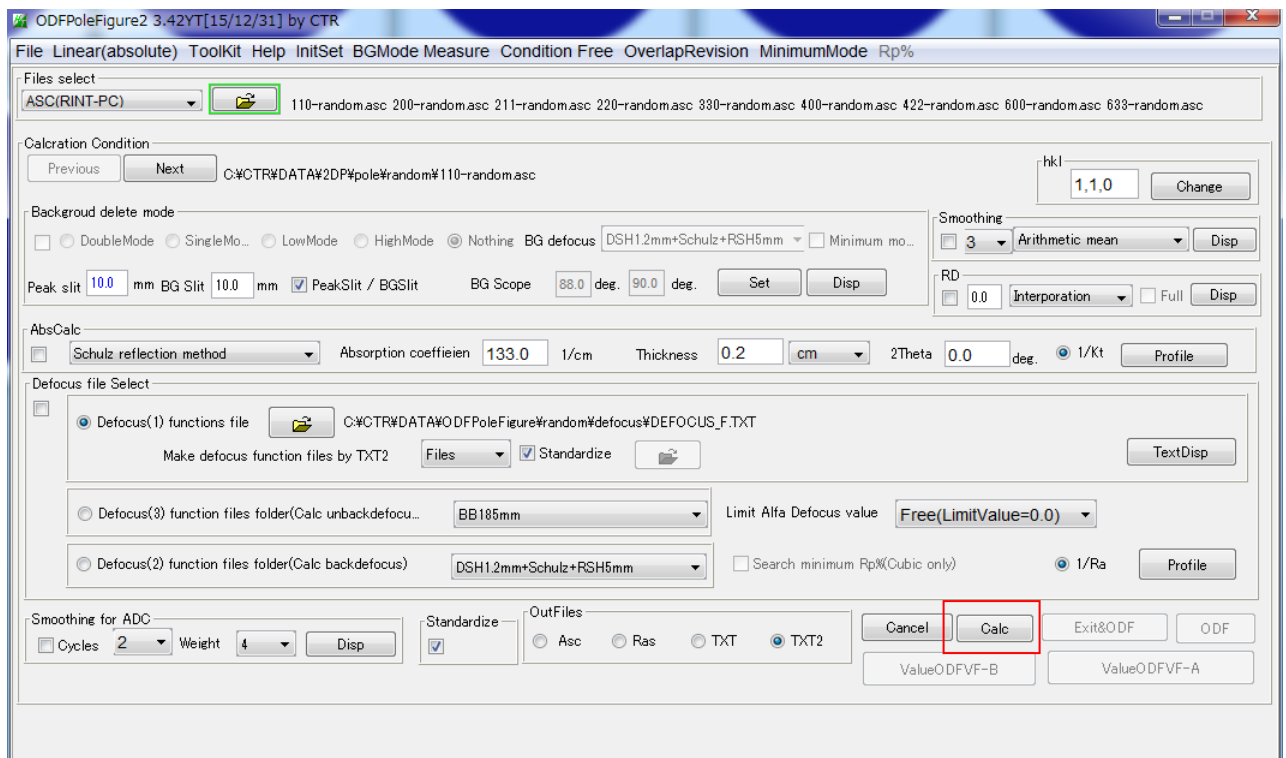 ODFPoleFigure2 3.42YT[15/12/31] by CTR
File Linear(absolute) ToolKit Help InitSet BGMode Measure Condition Free OverlapRevision MinimumMode Rp%
Files select
ASC(RINT-PC)
110-random.asc 200-random.asc 211-random.asc 220-random.asc 330-random.asc 400-random.asc 422-random.asc 600-random.asc 633-random.asc
Calcration Condition
Previous Next C:¥CTR¥DATA¥2DP¥pole¥random¥110-random.asc
hkl
1,1,0 Change
Backgroud delete mode
DoubleMode SingleMo... LowMode HighMode Nothing BG defocus DSH1.2mm+Schulz+RSH5mm Minimum mo...
Peak slit 10.0 mm BG Slit 10.0 mm PeakSlit / BGSlit BG Scope 88.0 deg. 90.0 deg. Set Disp
Smoothing
3 Arithmetic mean Disp
RD
0.0 Interporation Full Disp
AbsCalc
Schulz reflection method Absorption coeffieien 133.0 1/cm Thickness 0.2 cm 2Theta 0.0 deg. 1/Kt Profile
Defocus file Select
Defocus(1) functions file C:¥CTR¥DATA¥ODFPoleFigure¥random¥defocus¥DEFOCUS_F.TXT
Make defocus function files by TXT2 Files Standardize TextDisp
Defocus(3) function files folder(Calc unbackdefocu... BB185mm Limit Alfa Defocus value Free(LimitValue=0.0)
Defocus(2) function files folder(Calc backdefocus) DSH1.2mm+Schulz+RSH5mm Search minimum Rp%(Cubic only) 1/Ra Profile
Smoothing for ADC
Cycles 2 Weight 4 Disp
Standardize
OutFiles
Asc Ras TXT TXT2
Cancel Calc Exit&ODF ODF
ValueODFVF-B ValueODFVF-A